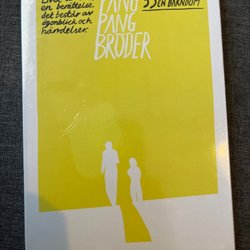 en berättelse,
det består av
ögonblick och
händelser.
PANG
PANG
BRÖDER
EN BARNDOM